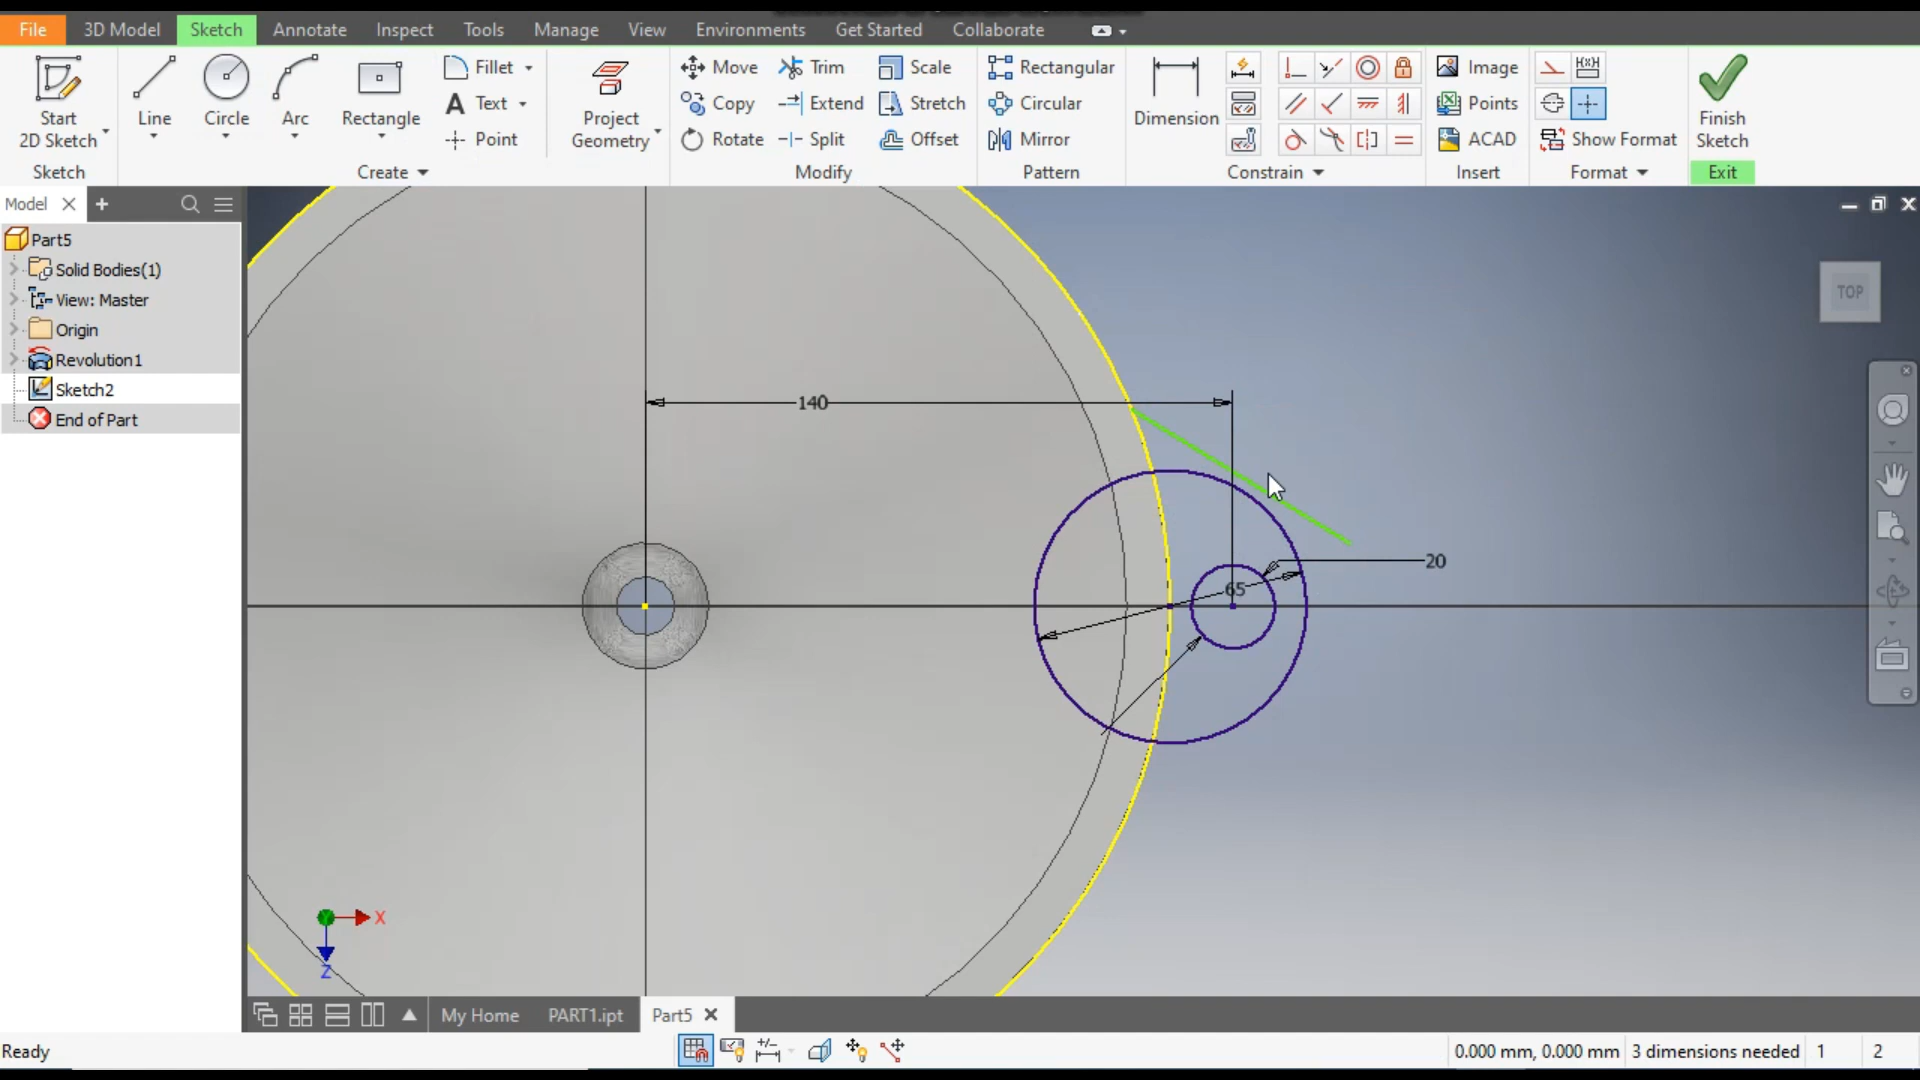 File 3D Model Sketch Annotate Inspect Tools Manage View Environments Get Started Collaborate
Start 2D Sketch
Line
Circle
Arc
Rectangle
Fillet
Text
Point
Project Geometry
Move
Copy
Rotate
Trim
Extend
Split
Scale
Stretch
Offset
Rectangular
Circular
Mirror
Dimension
Image
Points
ACAD
Show Format
Finish Sketch
Sketch Create Modify Pattern Constrain Insert Format Exit
Model
Part5
Solid Bodies(1)
View: Master
Origin
Revolution1
Sketch2
End of Part
TOP
140
20
65
X
Z
My Home PART1.ipt Part5
Ready
0.000 mm, 0.000 mm 3 dimensions needed 1 2